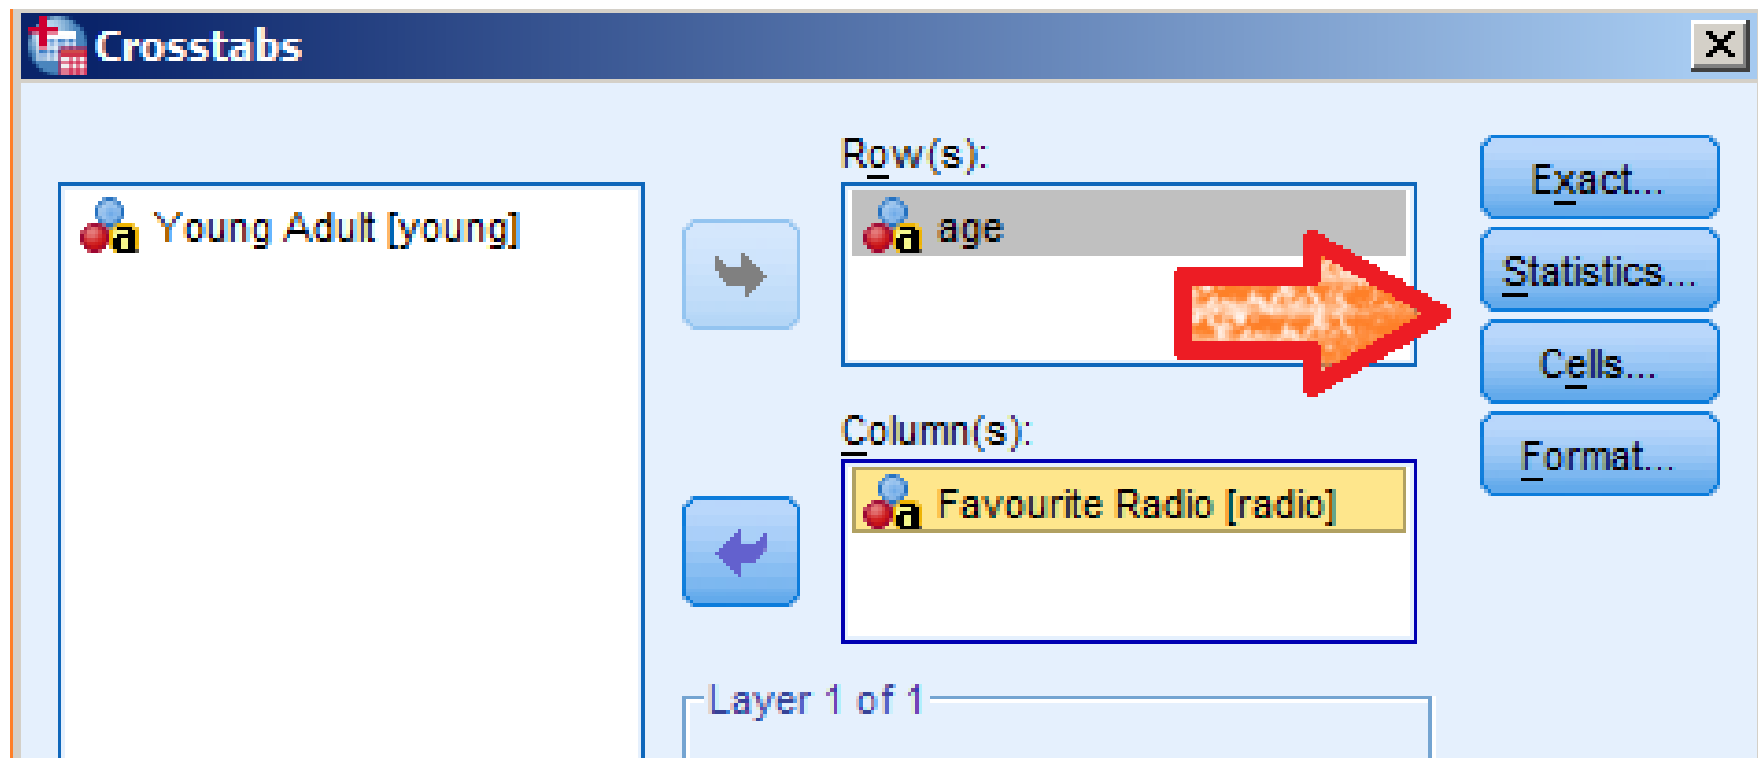 Crosstabs
Young Adult [young]
Row(s):
a age
Column(s):
a Favourite Radio [radio]
Layer 1 of 1
Exact...
Statistics...
Cells...
Format...